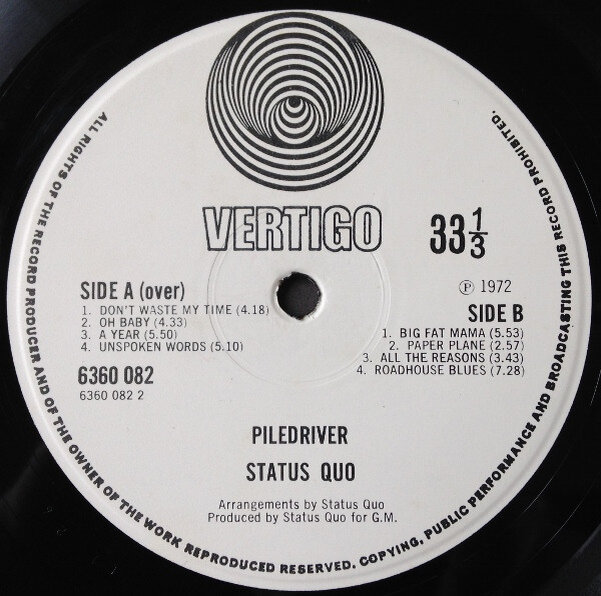 ALL RIGHTS OF THE RECORD PRODUCER AND OF THE OWNER OF THE WORK REPRODUCED RESERVED. COPYING, PUBLIC PERFORMANCE AND BROADCASTING THIS RECORD PROHIBITED.
VERTIGO
33 1/3
SIDE A (over)
1. DON'T WASTE MY TIME (4.18)
2. OH BABY (4.33)
3. A YEAR (5.50)
4. UNSPOKEN WORDS (5.10)
6360 082
6360 082 2
Ⓟ 1972
SIDE B
1. BIG FAT MAMA (5.53)
2. PAPER PLANE (2.57)
3. ALL THE REASONS (3.43)
4. ROADHOUSE BLUES (7.28)
PILEDRIVER
STATUS QUO
Arrangements by Status Quo
Produced by Status Quo for G.M.